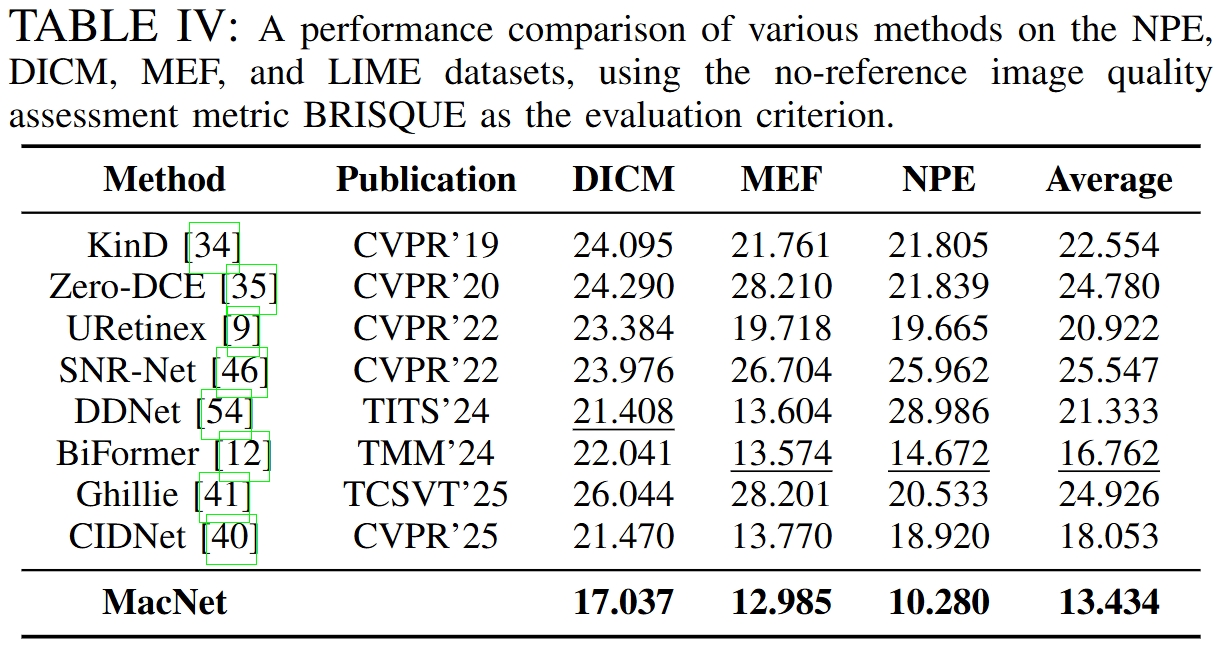 TABLE IV: A performance comparison of various methods on the NPE,
DICM, MEF, and LIME datasets, using the no-reference image quality
assessment metric BRISQUE as the evaluation criterion.
Method Publication DICM MEF NPE Average
KinD [34] CVPR’19 24.095 21.761 21.805 22.554
Zero-DCE [35] CVPR’20 24.290 28.210 21.839 24.780
URetinex [9] CVPR’22 23.384 19.718 19.665 20.922
SNR-Net [46] CVPR’22 23.976 26.704 25.962 25.547
DDNet [54] TITS’24 21.408 13.604 28.986 21.333
BiFormer [12] TMM’24 22.041 13.574 14.672 16.762
Ghillie [41] TCSVT’25 26.044 28.201 20.533 24.926
CIDNet [40] CVPR’25 21.470 13.770 18.920 18.053
MacNet 17.037 12.985 10.280 13.434